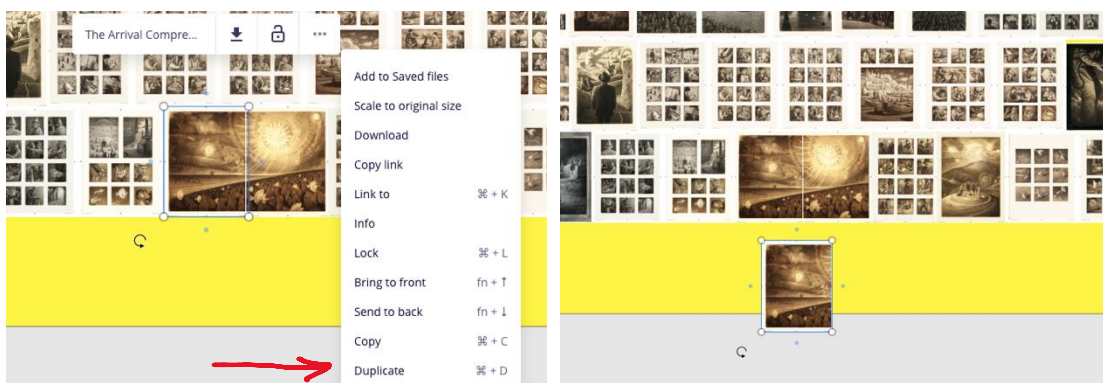 The Arrival Compre...
Add to Saved files
Scale to original size
Download
Copy link
Link to ⌘ + K
Info
Lock ⌘ + L
Bring to front fn + ↑
Send to back fn + ↓
Copy ⌘ + C
Duplicate ⌘ + D